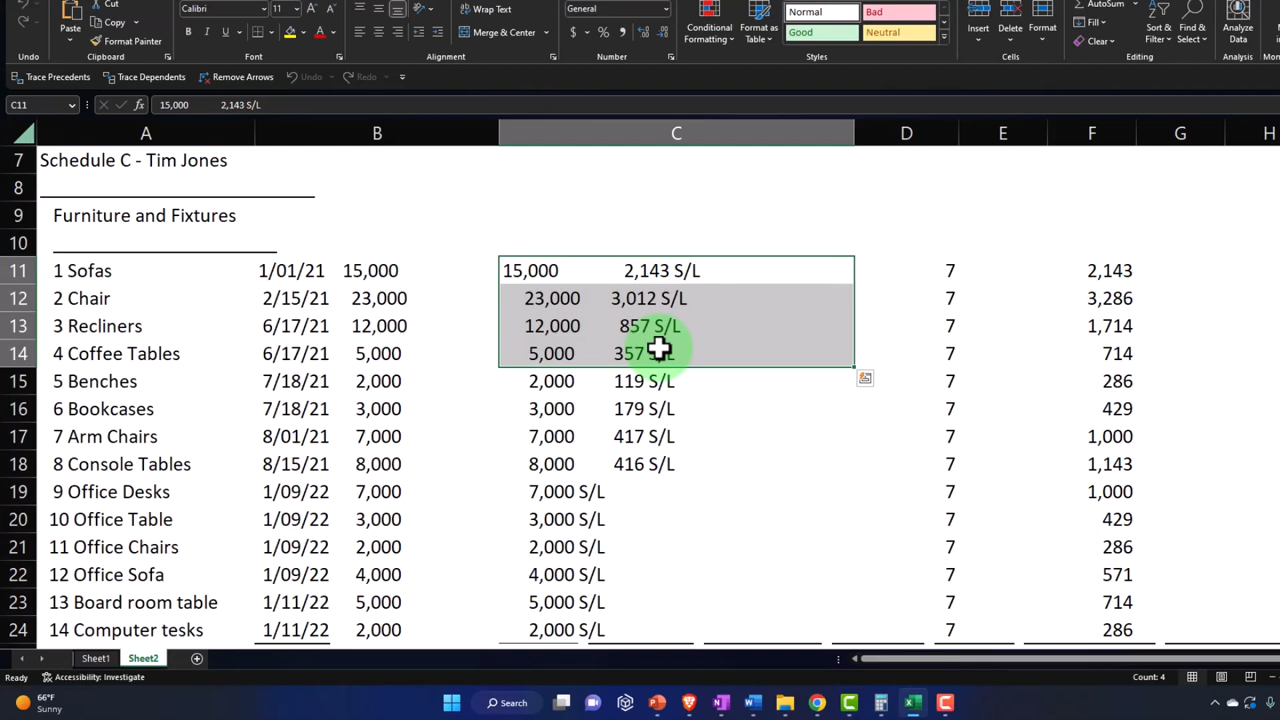 Cut
Calibri 11
Wrap Text
General
Normal Bad
AutoSum
Paste
Format Painter
Merge & Center
Conditional Formatting
Format as Table
Good Neutral
Insert Delete Format
Fill
Clear
Sort & Filter
Find & Select
Analyze Data
Undo Clipboard Font Alignment Number Styles Cells Editing Analysis
Trace Precedents Trace Dependents Remove Arrows Undo Redo
C11 fx 15,000 2,143 S/L
A B C D E F G H
7 Schedule C - Tim Jones
8
9 Furniture and Fixtures
10
11 1 Sofas 1/01/21 15,000 15,000 2,143 S/L 7 2,143
12 2 Chair 2/15/21 23,000 23,000 3,012 S/L 7 3,286
13 3 Recliners 6/17/21 12,000 12,000 857 S/L 7 1,714
14 4 Coffee Tables 6/17/21 5,000 5,000 357 S/L 7 714
15 5 Benches 7/18/21 2,000 2,000 119 S/L 7 286
16 6 Bookcases 7/18/21 3,000 3,000 179 S/L 7 429
17 7 Arm Chairs 8/01/21 7,000 7,000 417 S/L 7 1,000
18 8 Console Tables 8/15/21 8,000 8,000 416 S/L 7 1,143
19 9 Office Desks 1/09/22 7,000 7,000 S/L 7 1,000
20 10 Office Table 1/09/22 3,000 3,000 S/L 7 429
21 11 Office Chairs 1/09/22 2,000 2,000 S/L 7 286
22 12 Office Sofa 1/09/22 4,000 4,000 S/L 7 571
23 13 Board room table 1/11/22 5,000 5,000 S/L 7 714
24 14 Computer tesks 1/11/22 2,000 2,000 S/L 7 286
Sheet1 Sheet2
Ready Accessibility: Investigate Count: 4
66°F
Sunny
Search